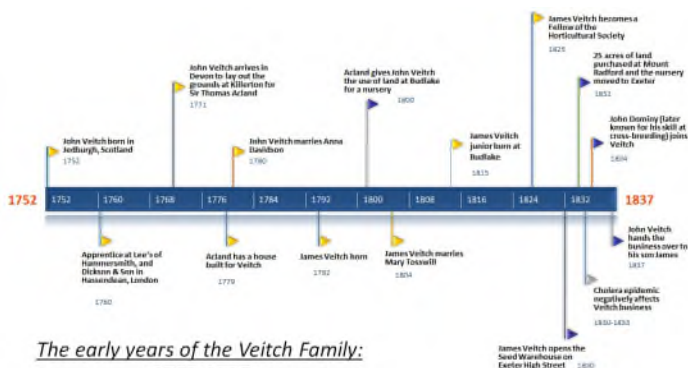 James Veitch becomes a
Fellow of the
Horticultural Society
John Veitch arrives in
Devon to lay out the
grounds at Killerton for
Sir Thomas Acland
1771
Acland gives John Veitch
the use of land at Budlake
for a nursery
1800
25 acres of land
purchased at Mount
Radford and the nursery
moved to Exeter
John Veitch born in
Jedburgh, Scotland
1752
John Veitch marries Anna
Davidson
1780
James Veitch
junior born at
Budlake
1815
John Dominy (later
known for his skill at
cross-breeding) joins
Veitch
1834
1752
1752
1760
1768
1776
1784
1792
1800
1808
1816
1824
1832
1837
Apprentice at Lee's of
Hammersmith, and
Dickson & Son in
Hassendean, London
1760
Acland has a house
built for Veitch
1779
James Veitch born
1792
James Veitch marries
Mary Tosswill
1804
John Veitch
hands the
business over to
his son James
1837
Cholera epidemic
negatively affects
Veitch business
James Veitch opens the
Seed Warehouse on
Exeter High Street
The early years of the Veitch Family: